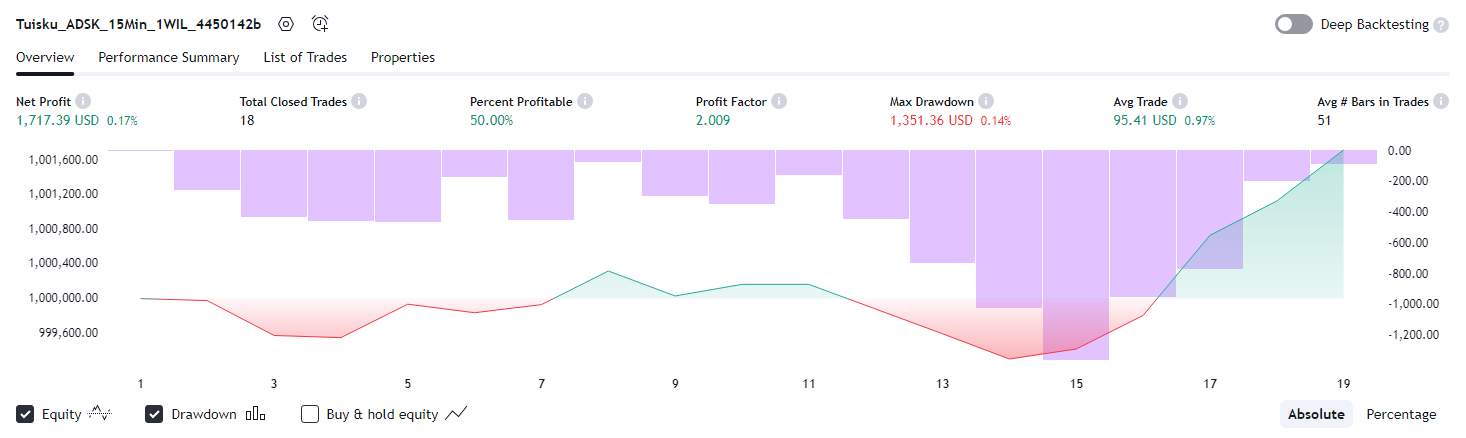 Tuisku_ADSK_15Min_1WIL_4450142b Deep Backtesting
Overview Performance Summary List of Trades Properties
Net Profit Total Closed Trades Percent Profitable Profit Factor Max Drawdown Avg Trade Avg # Bars in Trades
1,717.39 USD 0.17% 18 50.00% 2.009 1,351.36 USD 0.14% 95.41 USD 0.97% 51
1,001,600.00 0.00
1,001,200.00 -200.00
1,000,800.00 -400.00
1,000,400.00 -600.00
1,000,000.00 -800.00
999,600.00 -1,000.00
-1,200.00
1 3 5 7 9 11 13 15 17 19
Equity Drawdown Buy & hold equity Absolute Percentage